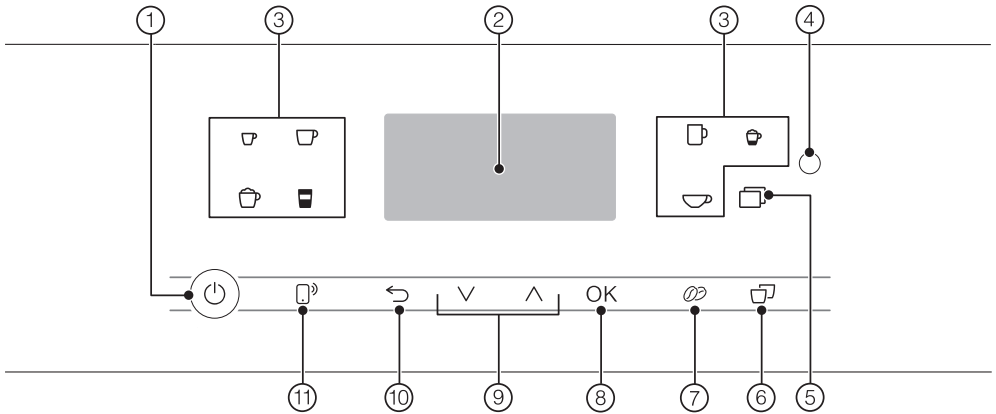 ① ③ ② ③ ④
OK
⑪ ⑩ ⑨ ⑧ ⑦ ⑥ ⑤